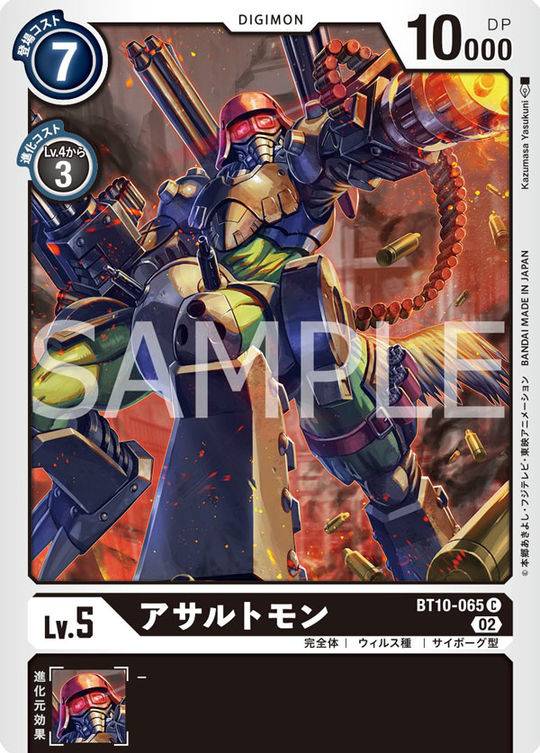 DIGIMON
登場コスト
7
DP
10000
進化コスト
Lv.4から
3
Kazumasa Yasukuni
BANDAI MADE IN JAPAN
© 本郷あきよし・フジテレビ・東映アニメーション
SAMPLE
Lv.5
アサルトモン
BT10-065 C
02
完全体 | ウィルス種 | サイボーグ型
進化元効果
-